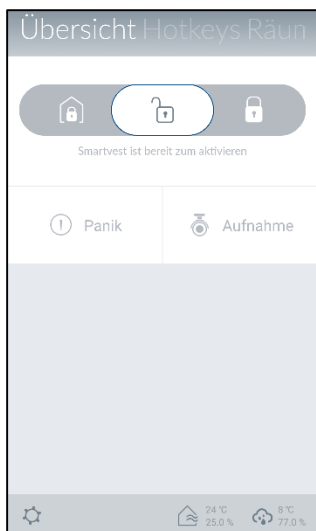 Übersicht Hotkeys Räun
Smartvest ist bereit zum aktivieren
Panik
Aufnahme
24 °C
25.0 %
8 °C
77.0 %